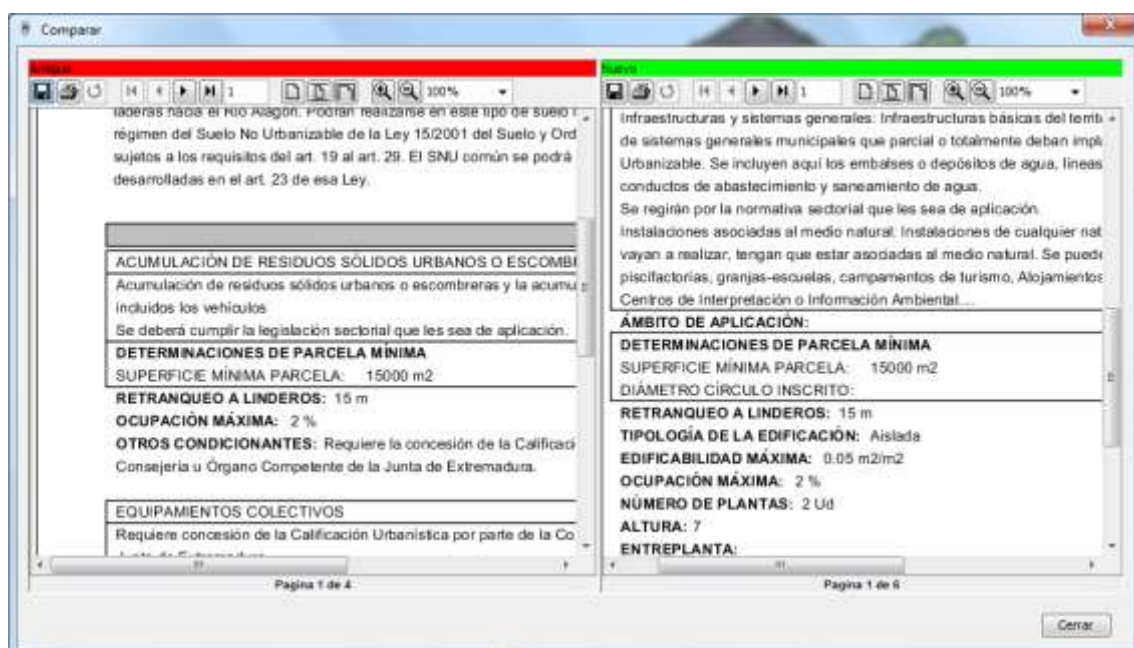 Comparar
Antiguo
1
100%
laderas hacia el Río Alagón. Podrán realizarse en este tipo de suelo
régimen del Suelo No Urbanizable de la Ley 15/2001 del Suelo y Ord
sujetos a los requisitos del art. 19 al art. 29. El SNU común se podrá
desarrolladas en el art. 23 de esa Ley.
ACUMULACIÓN DE RESIDUOS SÓLIDOS URBANOS O ESCOMB
Acumulación de residuos sólidos urbanos o escombreras y la acumu
incluidos los vehículos
Se deberá cumplir la legislación sectorial que les sea de aplicación.
DETERMINACIONES DE PARCELA MÍNIMA
SUPERFICIE MÍNIMA PARCELA: 15000 m2
RETRANQUEO A LINDEROS: 15 m
OCUPACIÓN MÁXIMA: 2 %
OTROS CONDICIONANTES: Requiere la concesión de la Calificaci
Consejería u Órgano Competente de la Junta de Extremadura.
EQUIPAMIENTOS COLECTIVOS
Requiere concesión de la Calificación Urbanística por parte de la Co
Junta de Extremadura
Pagina 1 de 4
Nuevo
1
100%
Infraestructuras y sistemas generales: Infraestructuras básicas del territ
de sistemas generales municipales que parcial o totalmente deban impl
Urbanizable. Se incluyen aquí los embalses o depósitos de agua, líneas
conductos de abastecimiento y saneamiento de agua.
Se regirán por la normativa sectorial que les sea de aplicación.
Instalaciones asociadas al medio natural: Instalaciones de cualquier nat
vayan a realizar, tengan que estar asociadas al medio natural. Se puede
piscifactorías, granjas-escuelas, campamentos de turismo, Alojamientos
Centros de Interpretación o Información Ambiental...
ÁMBITO DE APLICACIÓN:
DETERMINACIONES DE PARCELA MÍNIMA
SUPERFICIE MÍNIMA PARCELA: 15000 m2
DIÁMETRO CÍRCULO INSCRITO:
RETRANQUEO A LINDEROS: 15 m
TIPOLOGÍA DE LA EDIFICACIÓN: Aislada
EDIFICABILIDAD MÁXIMA: 0.05 m2/m2
OCUPACIÓN MÁXIMA: 2 %
NÚMERO DE PLANTAS: 2 Ud
ALTURA: 7
ENTREPLANTA:
Pagina 1 de 6
Cerrar